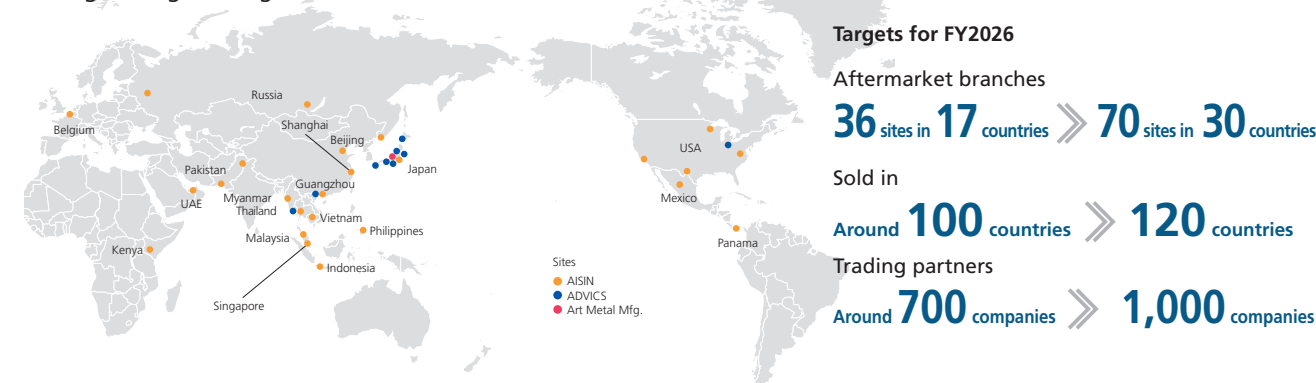 Russia
Shanghai
Beijing
Belgium
Japan
Pakistan
Guangzhou
UAE
Myanmar
Thailand
Vietnam
Philippines
Malaysia
Kenya
Indonesia
Singapore
USA
Mexico
Panama
Sites
AISIN
ADVICS
Art Metal Mfg.
Targets for FY2026
Aftermarket branches
36 sites in 17 countries 70 sites in 30 countries
Sold in
Around 100 countries 120 countries
Trading partners
Around 700 companies 1,000 companies